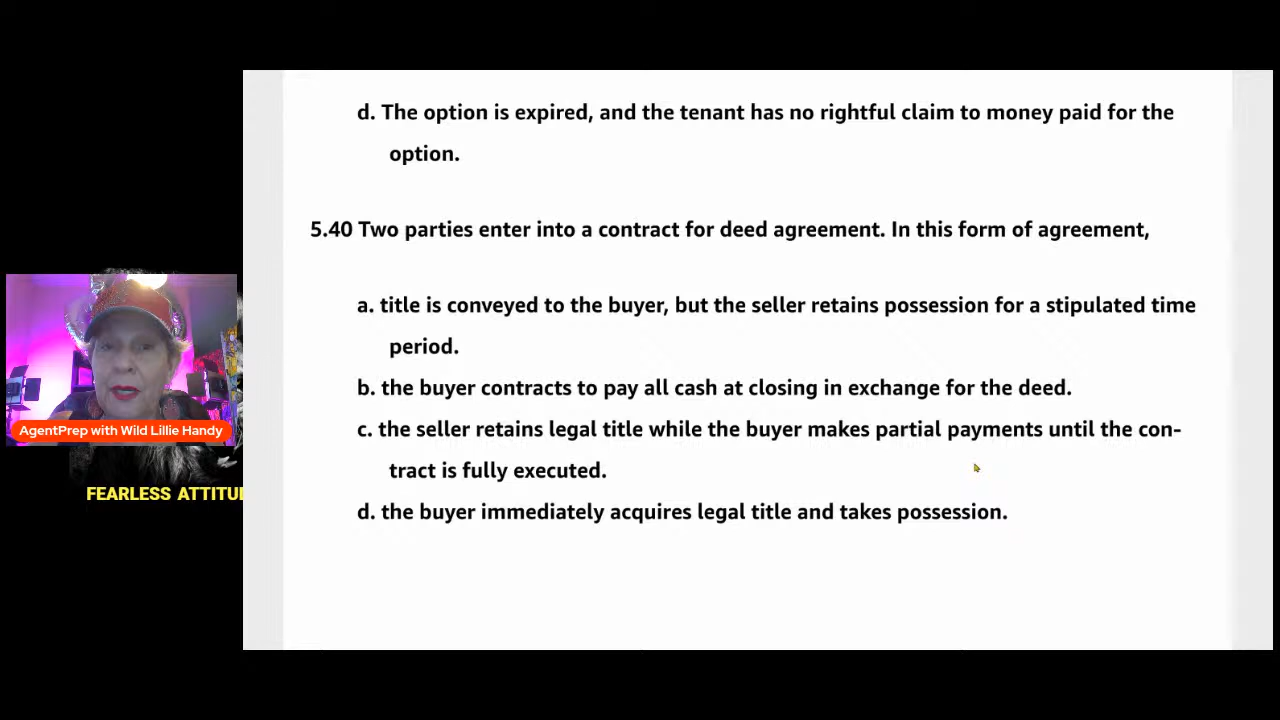 d. The option is expired, and the tenant has no rightful claim to money paid for the
option.
5.40 Two parties enter into a contract for deed agreement. In this form of agreement,
a. title is conveyed to the buyer, but the seller retains possession for a stipulated time
period.
b. the buyer contracts to pay all cash at closing in exchange for the deed.
c. the seller retains legal title while the buyer makes partial payments until the con-
tract is fully executed.
d. the buyer immediately acquires legal title and takes possession.
AgentPrep with Wild Lillie Handy
FEARLESS ATTITU